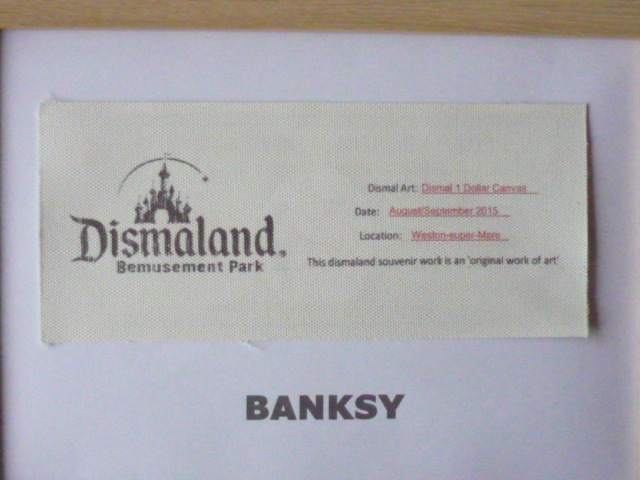 Dismaland.
Bemusement Park
Dismal Art: Dismal 1 Dollar Canvas
Date: August/September 2015
Location: Weston-super-Mare
This dismaland souvenir work is an 'original work of art'
BANKSY